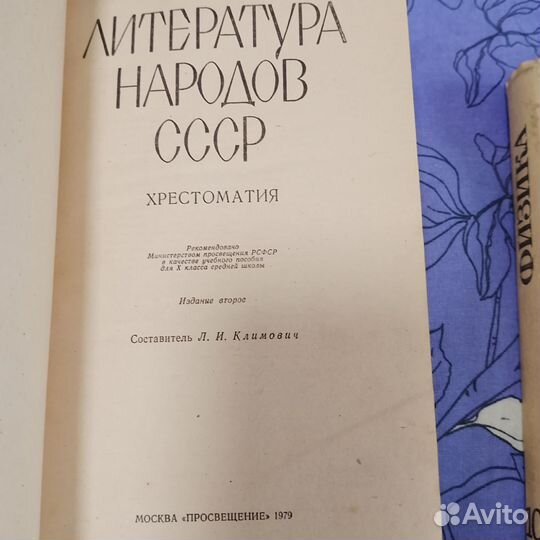 ЛИТЕРАТУРА
НАРОДОВ
СССР
ХРЕСТОМАТИЯ
Рекомендовано
Министерством просвещения РСФСР
в качестве учебного пособия
для X класса средней школы
Издание второе
Составитель Л. И. Климович
МОСКВА «ПРОСВЕЩЕНИЕ» 1979
ФИЗИКА
Avito